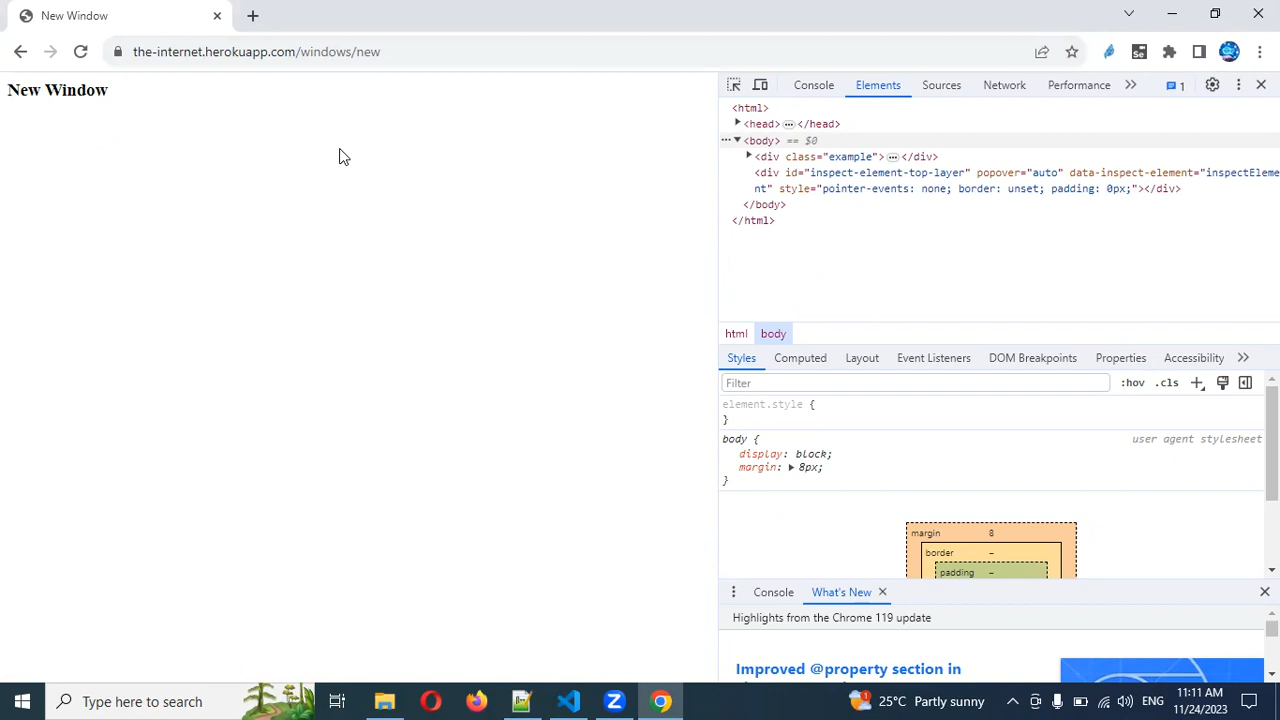 New Window
the-internet.herokuapp.com/windows/new
New Window
Console Elements Sources Network Performance 1
<html>
<head> </head>
<body> == $0
<div class="example"> </div>
<div id="inspect-element-top-layer" popover="auto" data-inspect-element="inspectEleme
nt" style="pointer-events: none; border: unset; padding: 0px;"></div>
</body>
</html>
html body
Styles Computed Layout Event Listeners DOM Breakpoints Properties Accessibility
Filter :hov .cls
element.style {
}
body { user agent stylesheet
display: block;
margin: 8px;
}
margin 8
border –
padding –
Console What's New
Highlights from the Chrome 119 update
Improved @property section in
Type here to search 1 25°C Partly sunny ENG 11:11 AM
11/24/2023